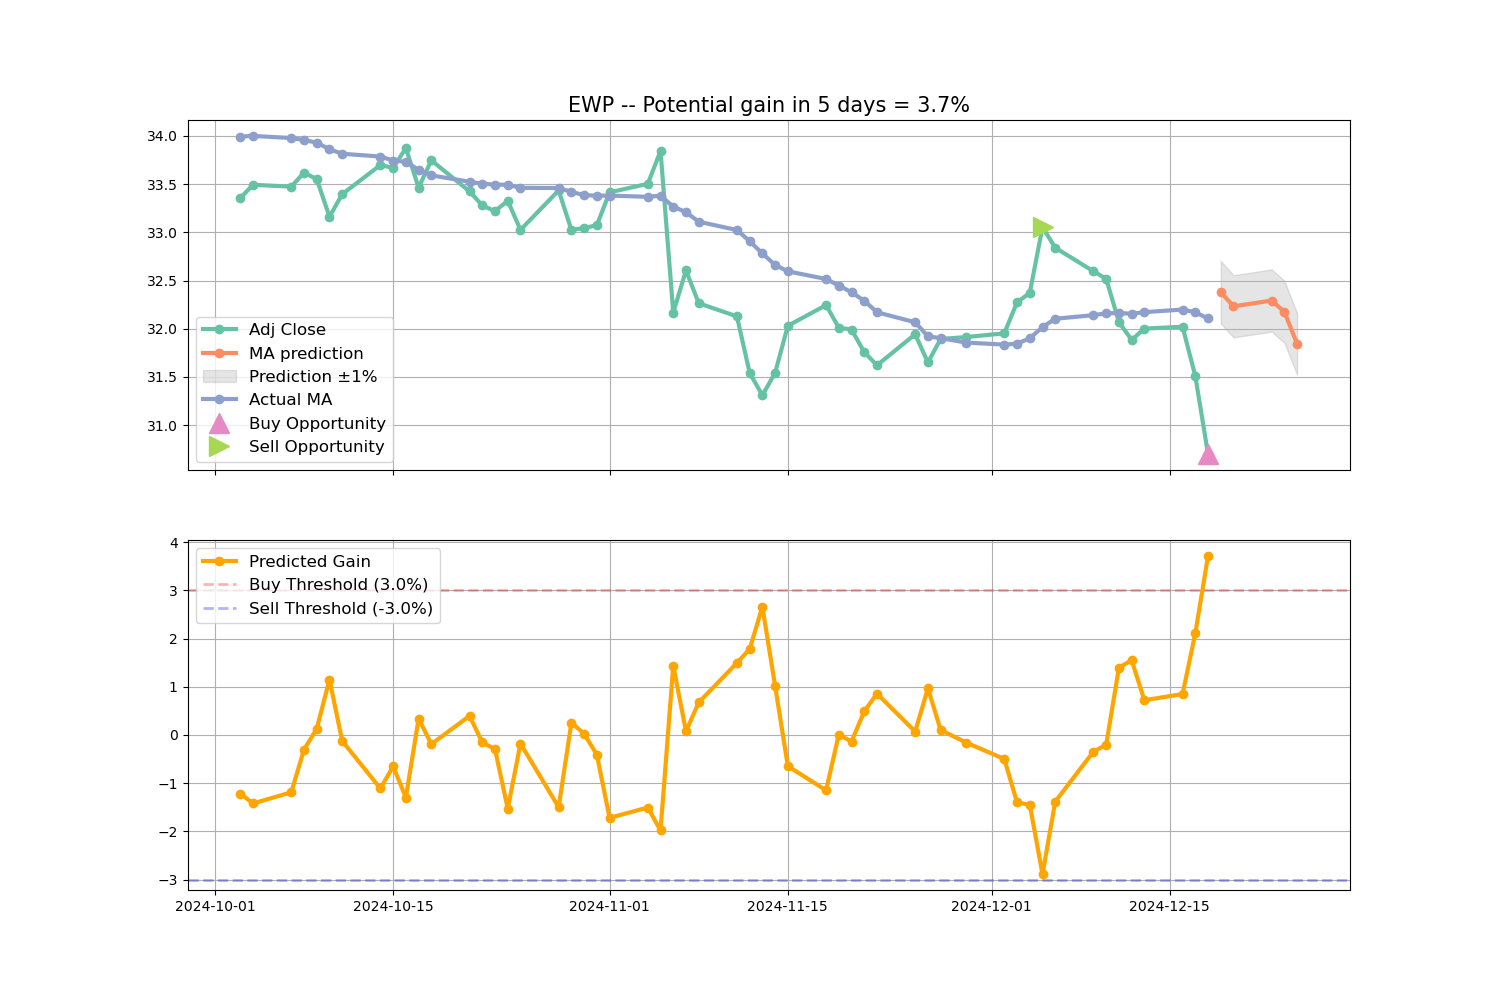 EWP -- Potential gain in 5 days = 3.7%
34.0
33.5
33.0
32.5
32.0
31.5
31.0
Adj Close
MA prediction
Prediction ±1%
Actual MA
Buy Opportunity
Sell Opportunity
4
3
2
1
0
−1
−2
−3
Predicted Gain
Buy Threshold (3.0%)
Sell Threshold (-3.0%)
2024-10-01 2024-10-15 2024-11-01 2024-11-15 2024-12-01 2024-12-15